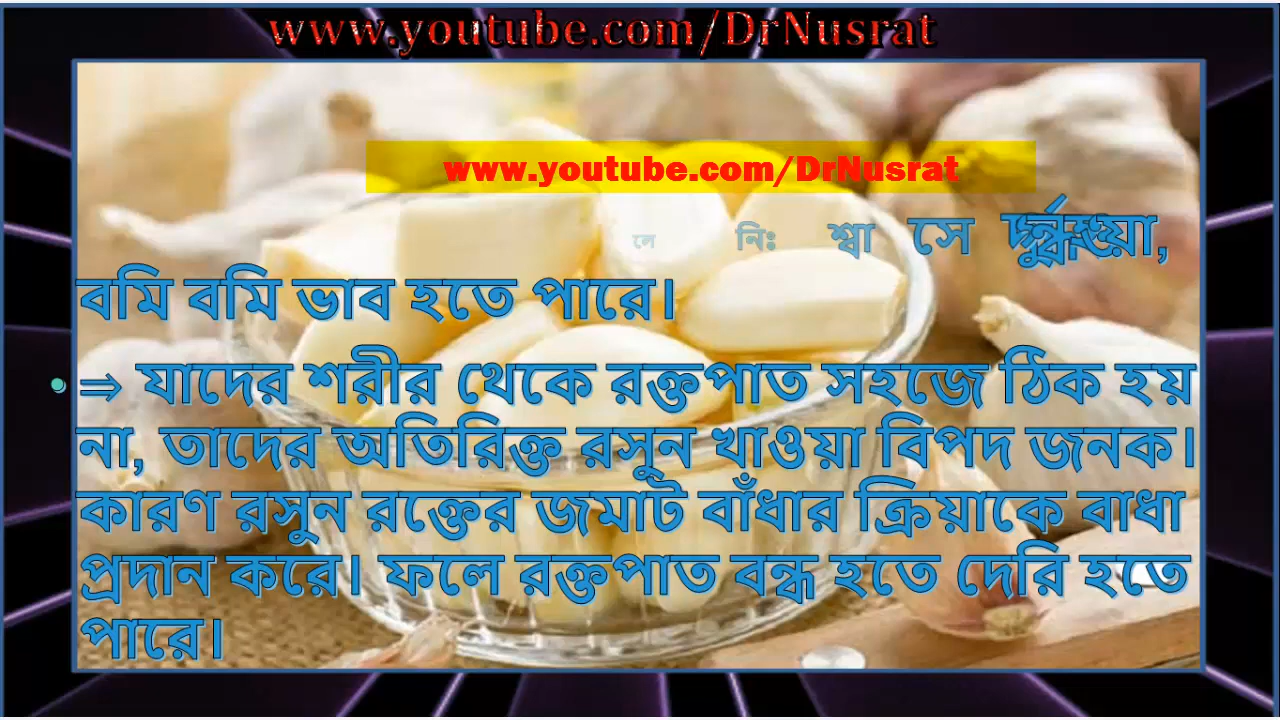 www.youtube.com/DrNusrat
www.youtube.com/DrNusrat
লে নিঃ শ্বা সে
বমি বমি ভাব হতে পারে।
• ⇒ যাদের শরীর থেকে রক্তপাত সহজে ঠিক হয়
না, তাদের অতিরিক্ত রসুন খাওয়া বিপদ জনক।
কারণ রসুন রক্তের জমাট বাঁধার ক্রিয়াকে বাধা
প্রদান করে। ফলে রক্তপাত বন্ধ হতে দেরি হতে
পারে।